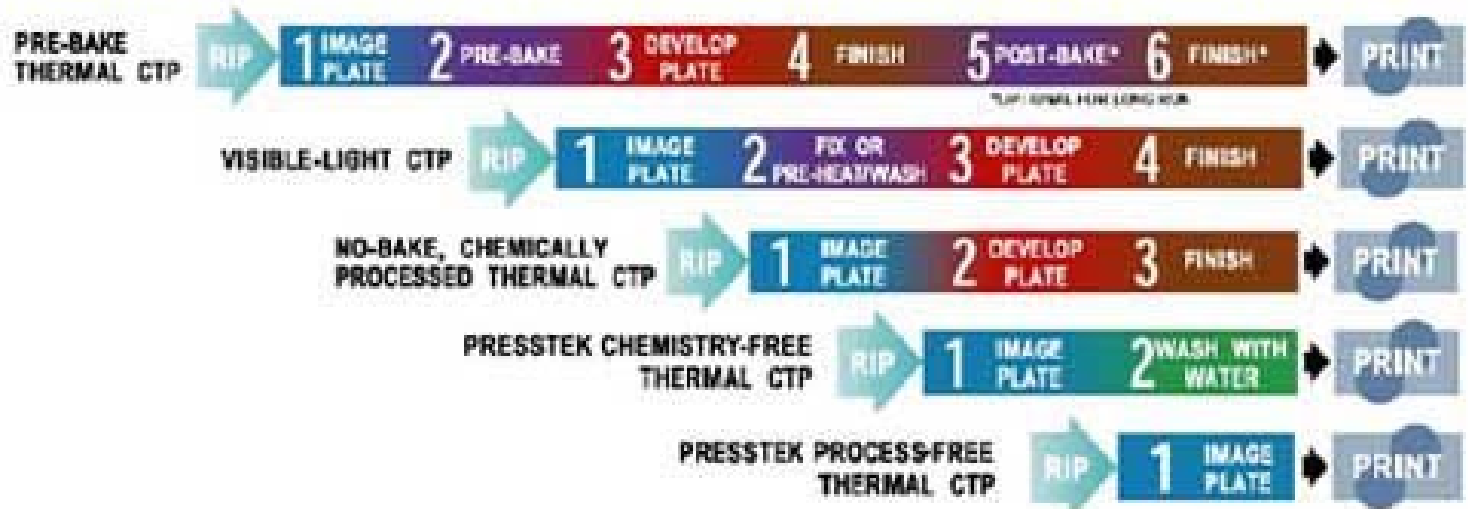 PRE-BAKE
THERMAL CTP
RIP
1 IMAGE
PLATE
2 PRE-BAKE
3 DEVELOP
PLATE
4 FINISH
5 POST-BAKE*
6 FINISH*
PRINT
*OPTIONAL FOR LONG RUN
VISIBLE-LIGHT CTP
RIP
1 IMAGE
PLATE
2 FIX OR
PRE-HEAT/WASH
3 DEVELOP
PLATE
4 FINISH
PRINT
NO-BAKE, CHEMICALLY
PROCESSED THERMAL CTP
RIP
1 IMAGE
PLATE
2 DEVELOP
PLATE
3 FINISH
PRINT
PRESSTEK CHEMISTRY-FREE
THERMAL CTP
RIP
1 IMAGE
PLATE
2 WASH WITH
WATER
PRINT
PRESSTEK PROCESS-FREE
THERMAL CTP
RIP
1 IMAGE
PLATE
PRINT